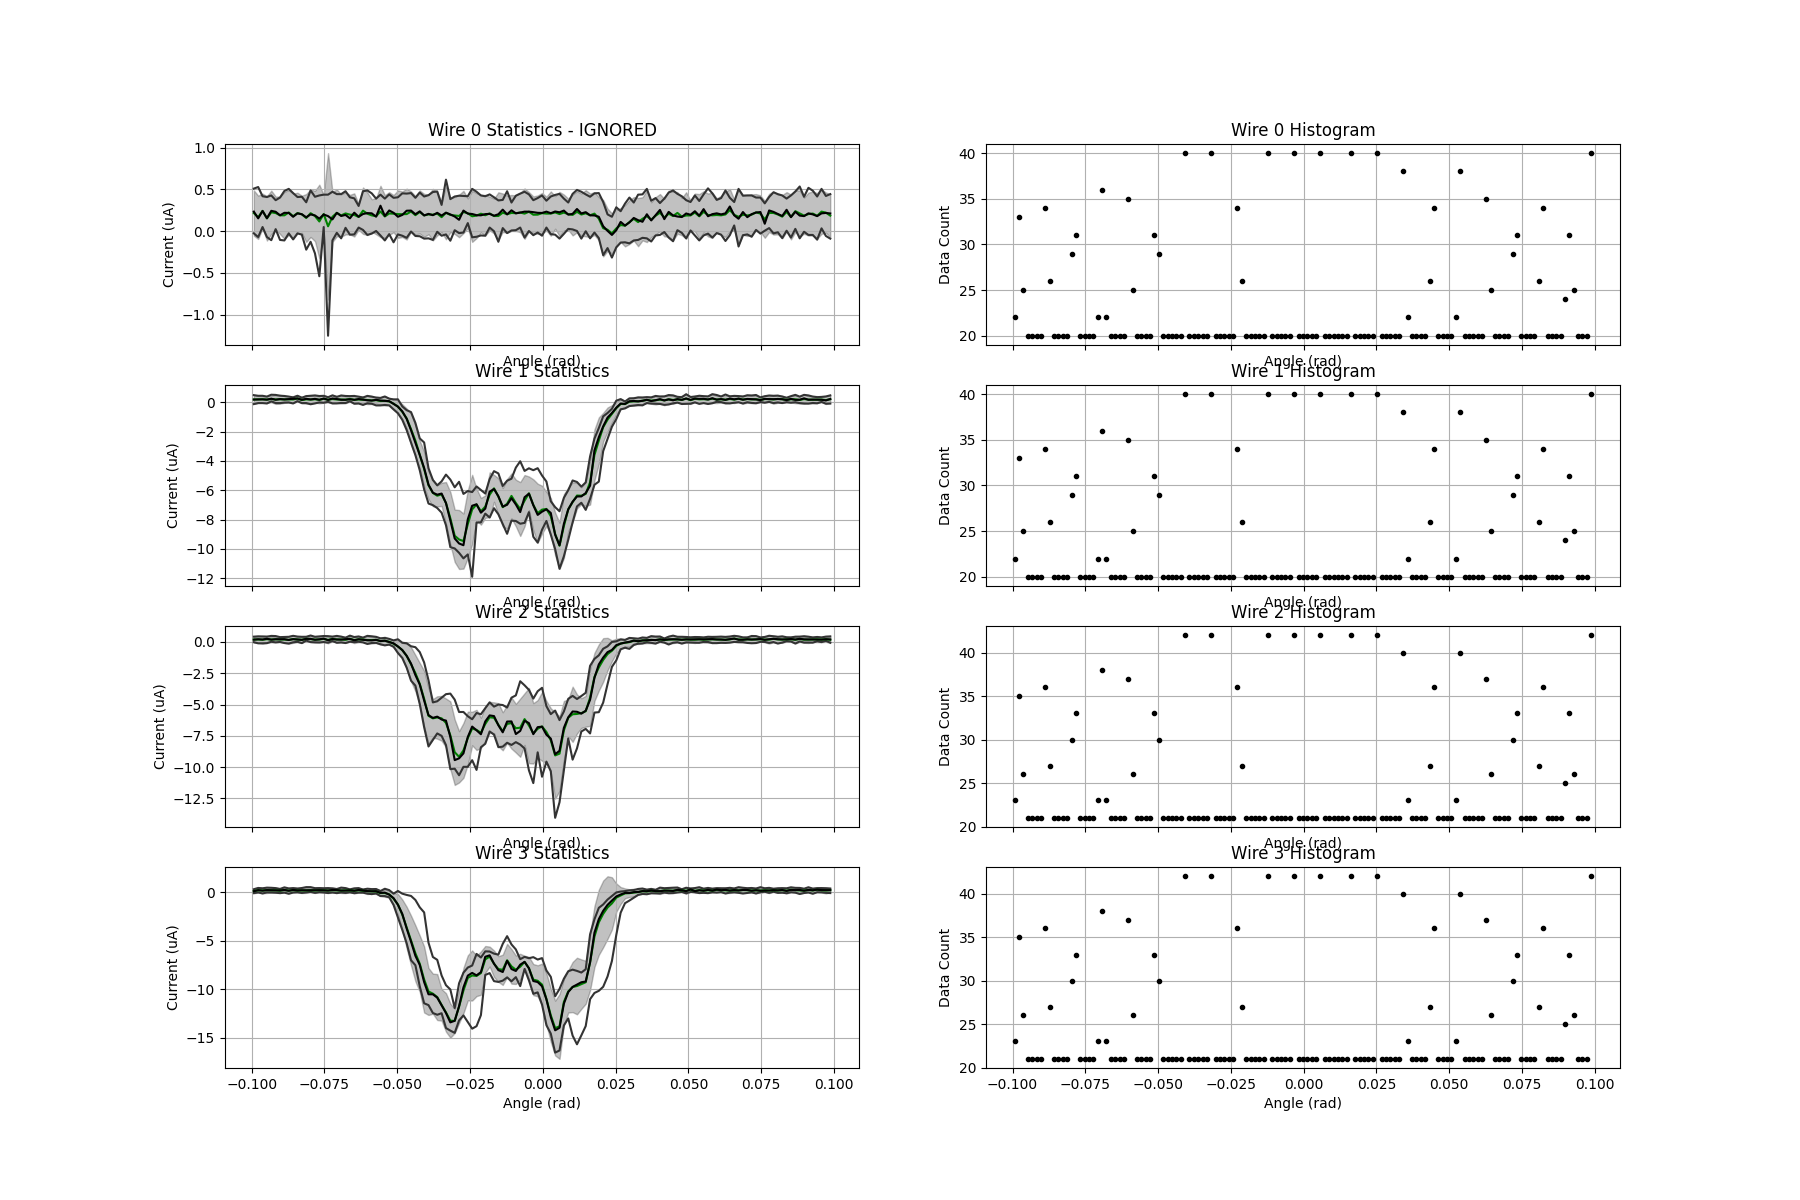 Wire 0 Statistics - IGNORED
1.0
0.5
0.0
−0.5
−1.0
Current (uA)
Angle (rad)
Wire 0 Histogram
40
35
30
25
20
Data Count
Angle (rad)
Wire 1 Statistics
0
−2
−4
−6
−8
−10
−12
Current (uA)
Angle (rad)
Wire 1 Histogram
40
35
30
25
20
Data Count
Angle (rad)
Wire 2 Statistics
0.0
−2.5
−5.0
−7.5
−10.0
−12.5
Current (uA)
Angle (rad)
Wire 2 Histogram
40
35
30
25
20
Data Count
Angle (rad)
Wire 3 Statistics
0
−5
−10
−15
Current (uA)
−0.100 −0.075 −0.050 −0.025 0.000 0.025 0.050 0.075 0.100
Angle (rad)
Wire 3 Histogram
40
35
30
25
20
Data Count
−0.100 −0.075 −0.050 −0.025 0.000 0.025 0.050 0.075 0.100
Angle (rad)